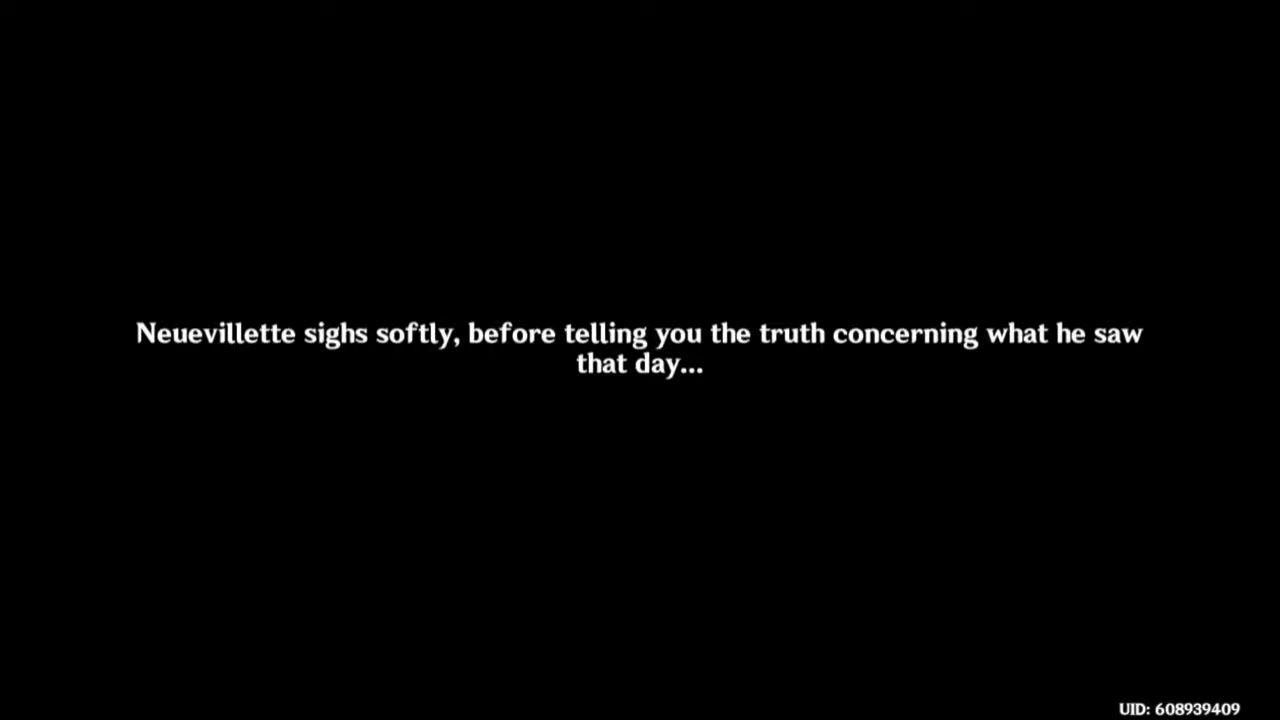 Neuevillette sighs softly, before telling you the truth concerning what he saw
that day...
UID: 608939409